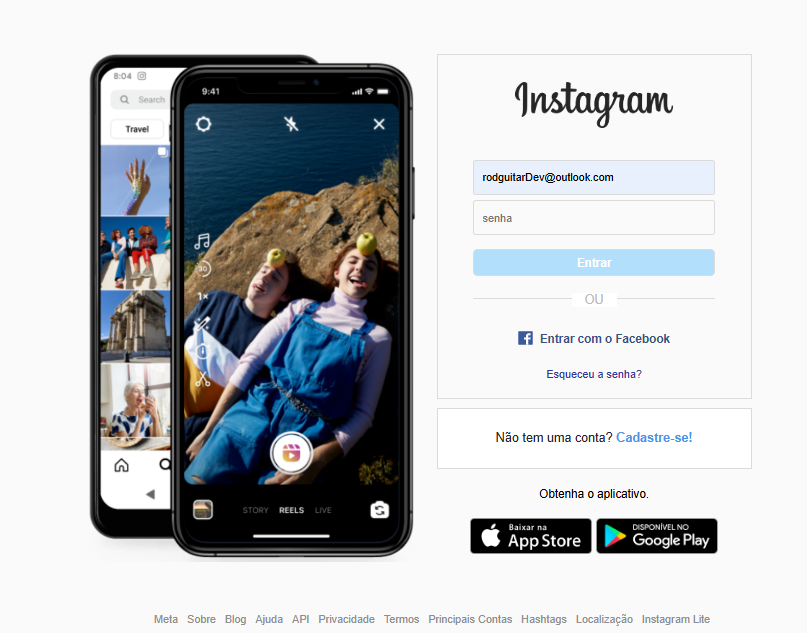 8:04
Search
Travel
9:41
30
1x
STORY REELS LIVE
Instagram
rodguitarDev@outlook.com
senha
Entrar
OU
Entrar com o Facebook
Esqueceu a senha?
Não tem uma conta? Cadastre-se!
Obtenha o aplicativo.
Baixar na
App Store
DISPONÍVEL NO
Google Play
Meta Sobre Blog Ajuda API Privacidade Termos Principais Contas Hashtags Localização Instagram Lite